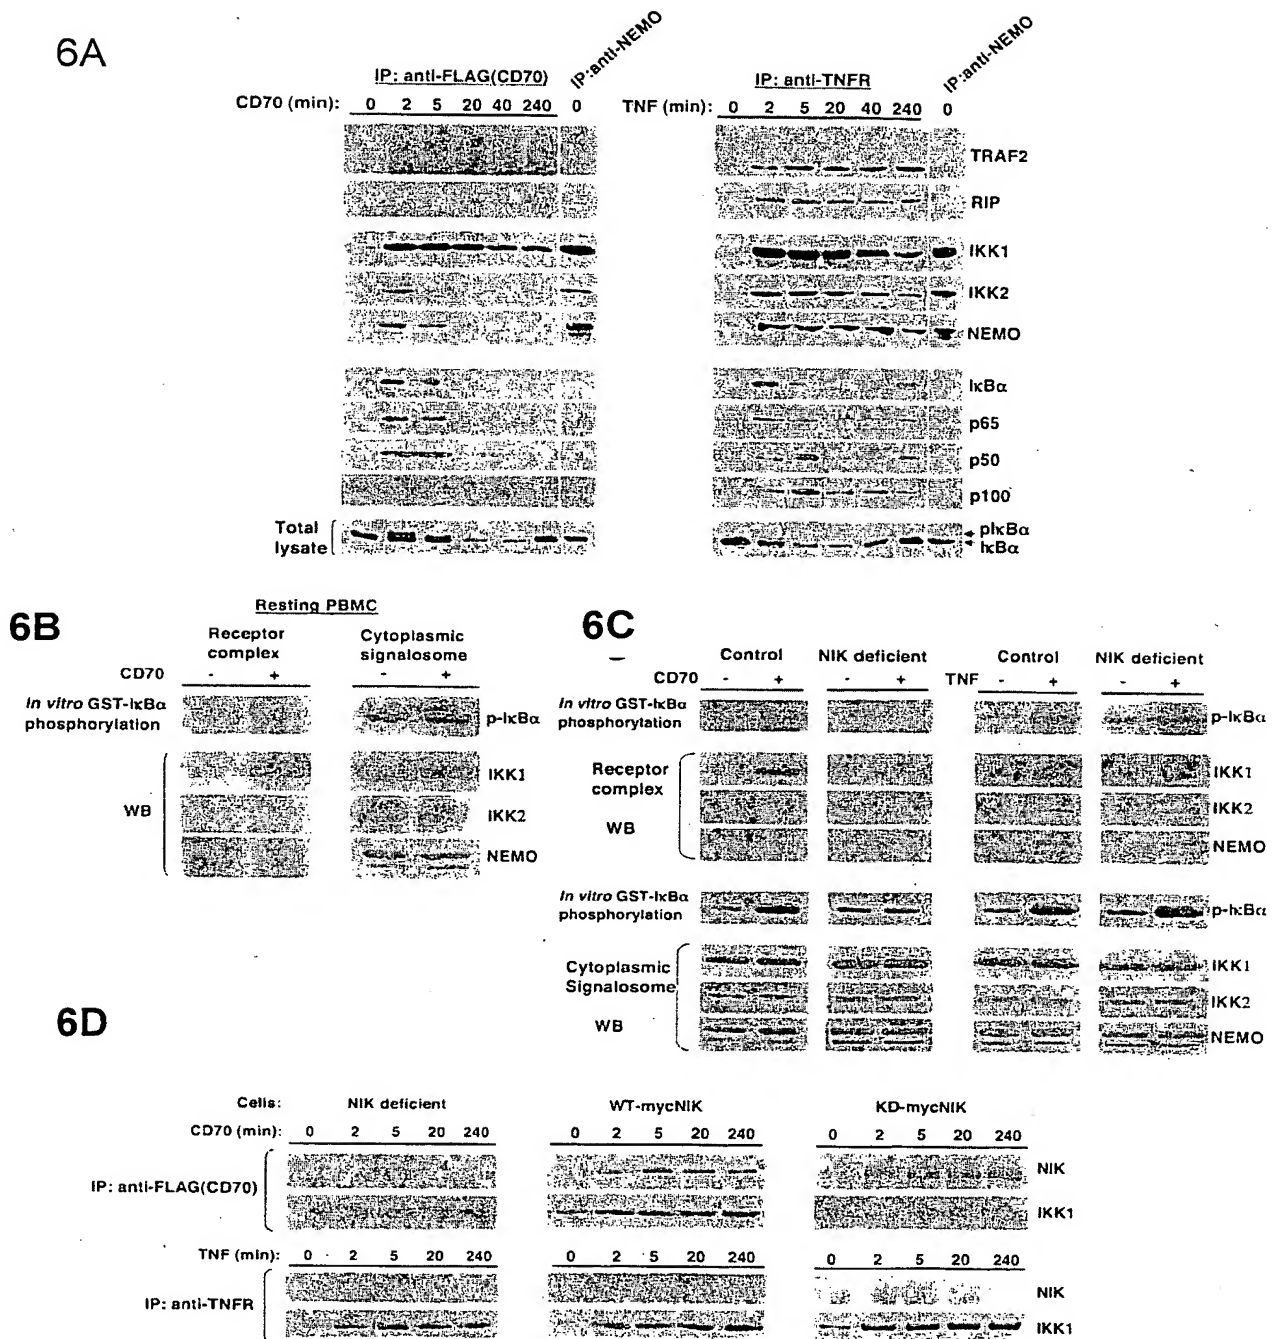 6A
IP: anti-FLAG(CD70)
IP:anti-NEMO
CD70 (min): 0 2 5 20 40 240 0
IP: anti-TNFR
IP:anti-NEMO
TNF (min): 0 2 5 20 40 240 0
TRAF2
RIP
IKK1
IKK2
NEMO
IκBα
p65
p50
p100
Total lysate
pIκBα
IκBα
6B
Resting PBMC
Receptor complex
Cytoplasmic signalosome
CD70 - + - +
In vitro GST-IκBα phosphorylation
p-IκBα
WB
IKK1
IKK2
NEMO
6C
Control NIK deficient Control NIK deficient
CD70 - + - + TNF - + - +
In vitro GST-IκBα phosphorylation
p-IκBα
Receptor complex
WB
IKK1
IKK2
NEMO
In vitro GST-IκBα phosphorylation
p-IκBα
Cytoplasmic Signalosome
WB
IKK1
IKK2
NEMO
6D
Cells: NIK deficient WT-mycNIK KD-mycNIK
CD70 (min): 0 2 5 20 240 0 2 5 20 240 0 2 5 20 240
IP: anti-FLAG(CD70)
NIK
IKK1
TNF (min): 0 2 5 20 240 0 2 5 20 240 0 2 5 20 240
IP: anti-TNFR
NIK
IKK1